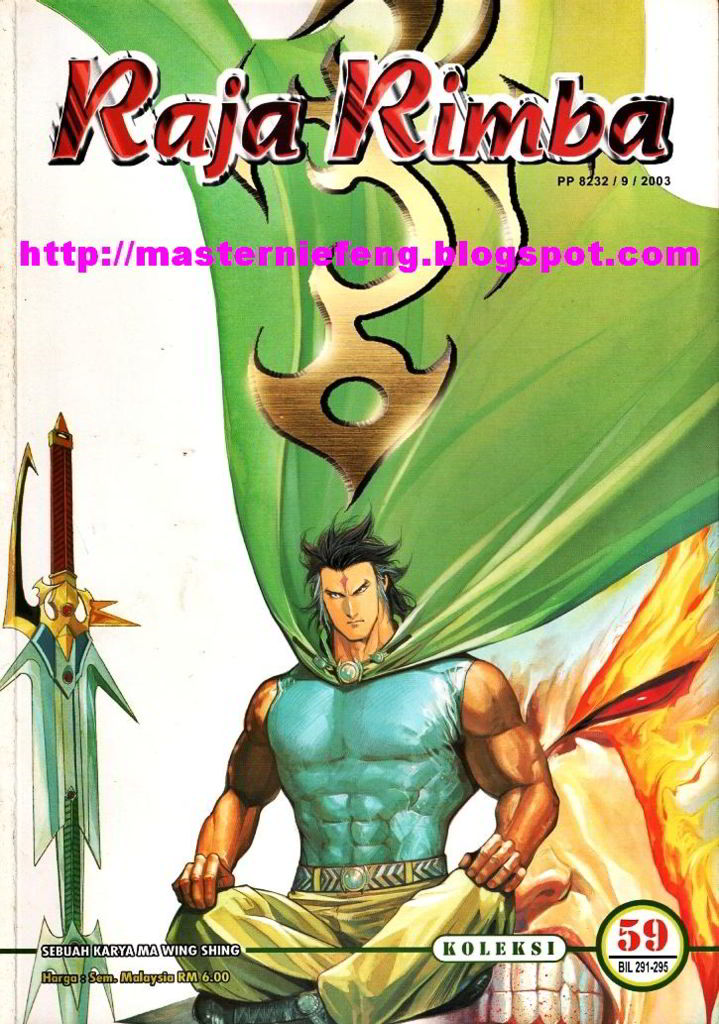 Raja Rimba
PP 8232 / 9 / 2003
http://masterniefeng.blogspot.com
SEBUAH KARYA MA WING SHING
KOLEKSI
59
BIL 291-295
Harga : Sem. Malaysia RM 6.00